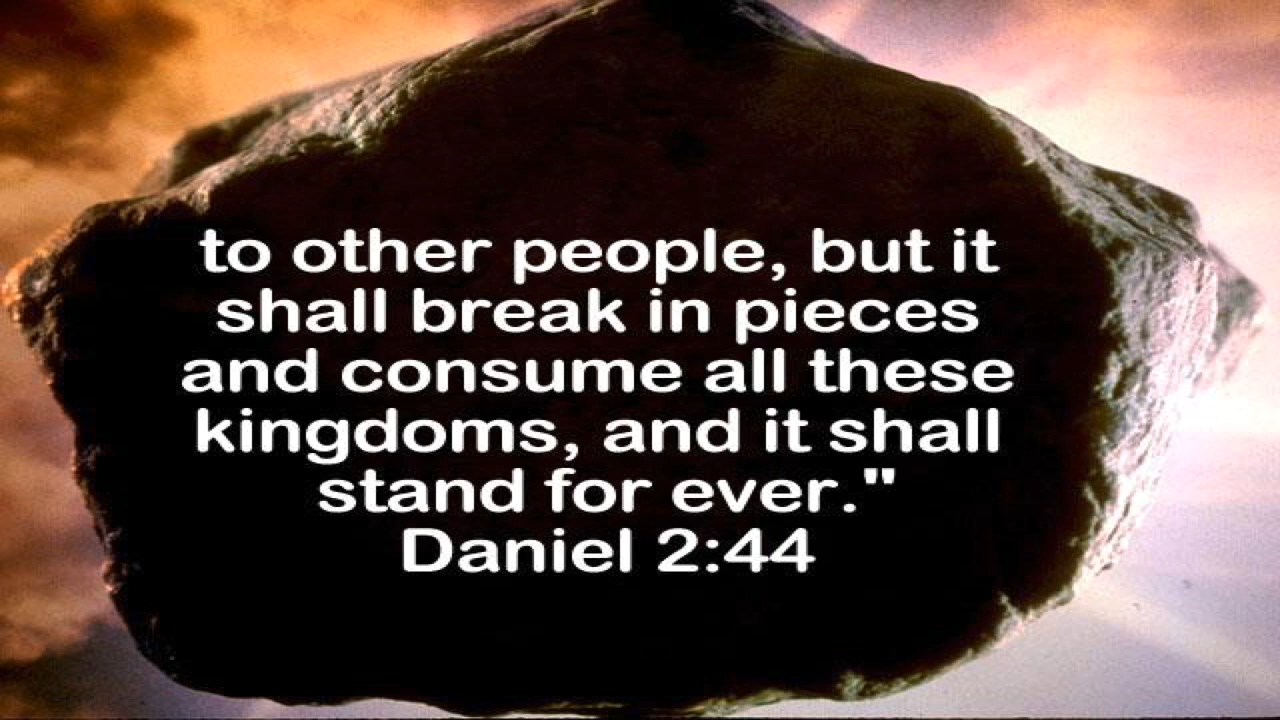 to other people, but it
shall break in pieces
and consume all these
kingdoms, and it shall
stand for ever."
Daniel 2:44